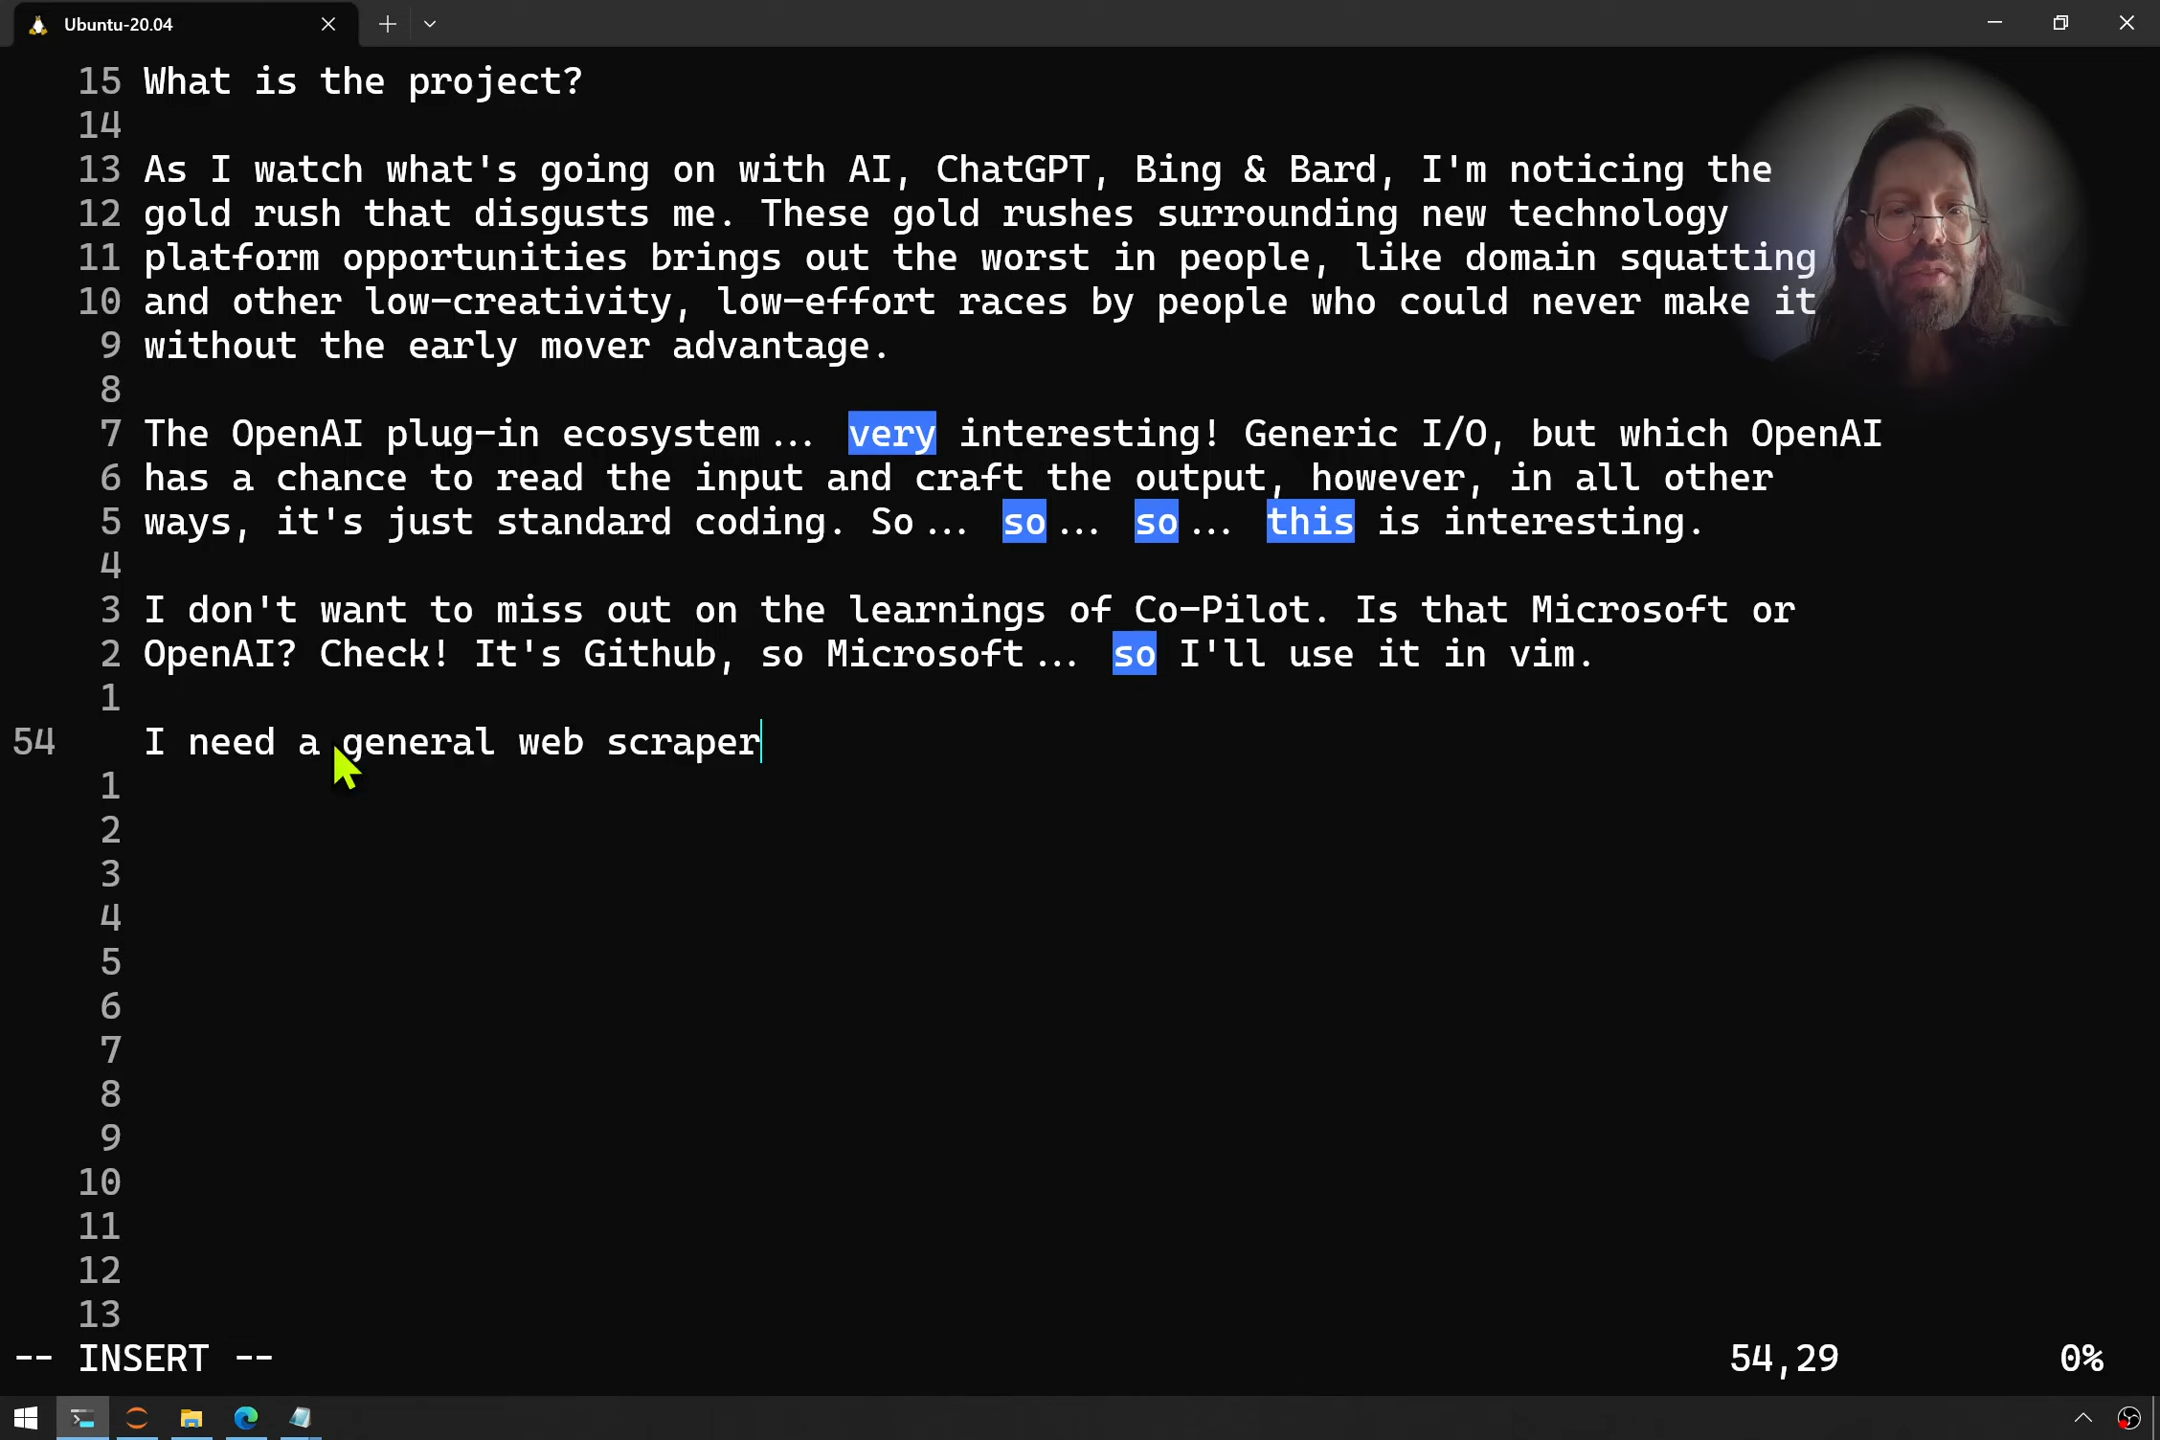 Ubuntu-20.04
15 What is the project?
14
13 As I watch what's going on with AI, ChatGPT, Bing & Bard, I'm noticing the
12 gold rush that disgusts me. These gold rushes surrounding new technology
11 platform opportunities brings out the worst in people, like domain squatting
10 and other low-creativity, low-effort races by people who could never make it
9 without the early mover advantage.
8
7 The OpenAI plug-in ecosystem... very interesting! Generic I/O, but which OpenAI
6 has a chance to read the input and craft the output, however, in all other
5 ways, it's just standard coding. So... so... so... this is interesting.
4
3 I don't want to miss out on the learnings of Co-Pilot. Is that Microsoft or
2 OpenAI? Check! It's Github, so Microsoft... so I'll use it in vim.
1
54 I need a general web scraper
1
2
3
4
5
6
7
8
9
10
11
12
13
-- INSERT -- 54,29 0%